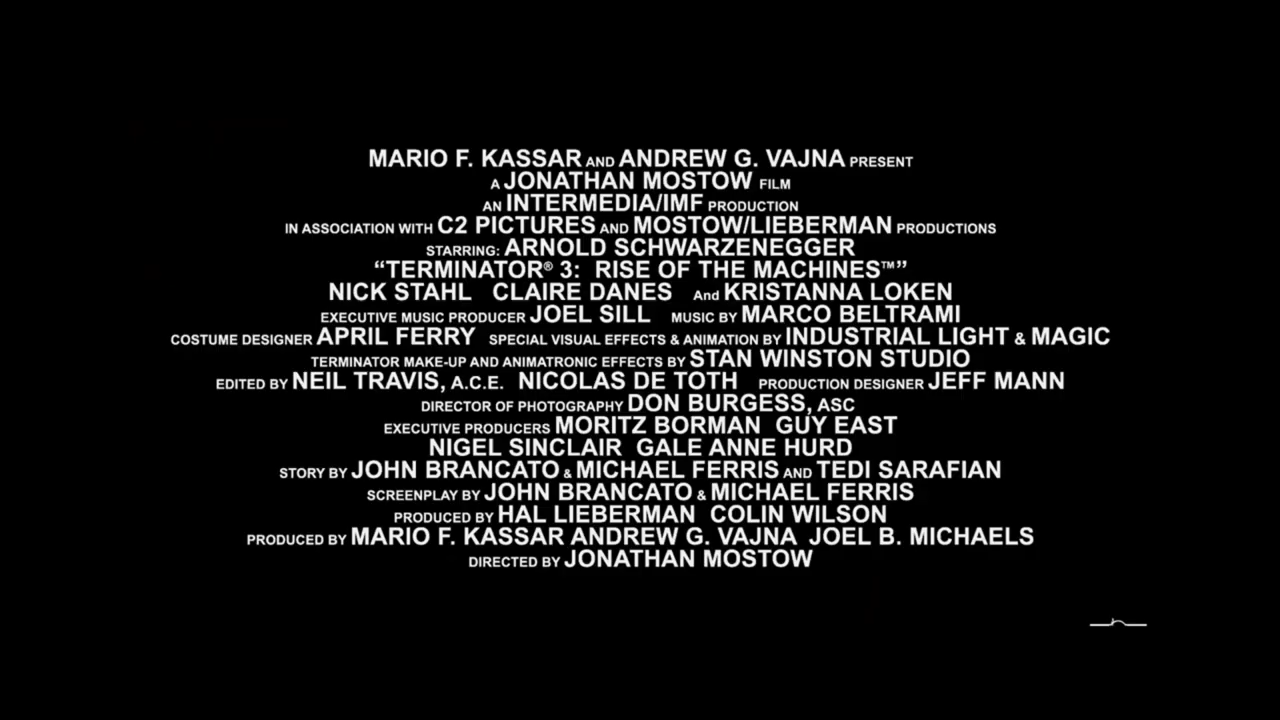 MARIO F. KASSAR AND ANDREW G. VAJNA PRESENT
A JONATHAN MOSTOW FILM
AN INTERMEDIA/IMF PRODUCTION
IN ASSOCIATION WITH C2 PICTURES AND MOSTOW/LIEBERMAN PRODUCTIONS
STARRING: ARNOLD SCHWARZENEGGER
“TERMINATOR® 3: RISE OF THE MACHINES™”
NICK STAHL CLAIRE DANES And KRISTANNA LOKEN
EXECUTIVE MUSIC PRODUCER JOEL SILL MUSIC BY MARCO BELTRAMI
COSTUME DESIGNER APRIL FERRY SPECIAL VISUAL EFFECTS & ANIMATION BY INDUSTRIAL LIGHT & MAGIC
TERMINATOR MAKE-UP AND ANIMATRONIC EFFECTS BY STAN WINSTON STUDIO
EDITED BY NEIL TRAVIS, A.C.E. NICOLAS DE TOTH PRODUCTION DESIGNER JEFF MANN
DIRECTOR OF PHOTOGRAPHY DON BURGESS, ASC
EXECUTIVE PRODUCERS MORITZ BORMAN GUY EAST
NIGEL SINCLAIR GALE ANNE HURD
STORY BY JOHN BRANCATO & MICHAEL FERRIS AND TEDI SARAFIAN
SCREENPLAY BY JOHN BRANCATO & MICHAEL FERRIS
PRODUCED BY HAL LIEBERMAN COLIN WILSON
PRODUCED BY MARIO F. KASSAR ANDREW G. VAJNA JOEL B. MICHAELS
DIRECTED BY JONATHAN MOSTOW